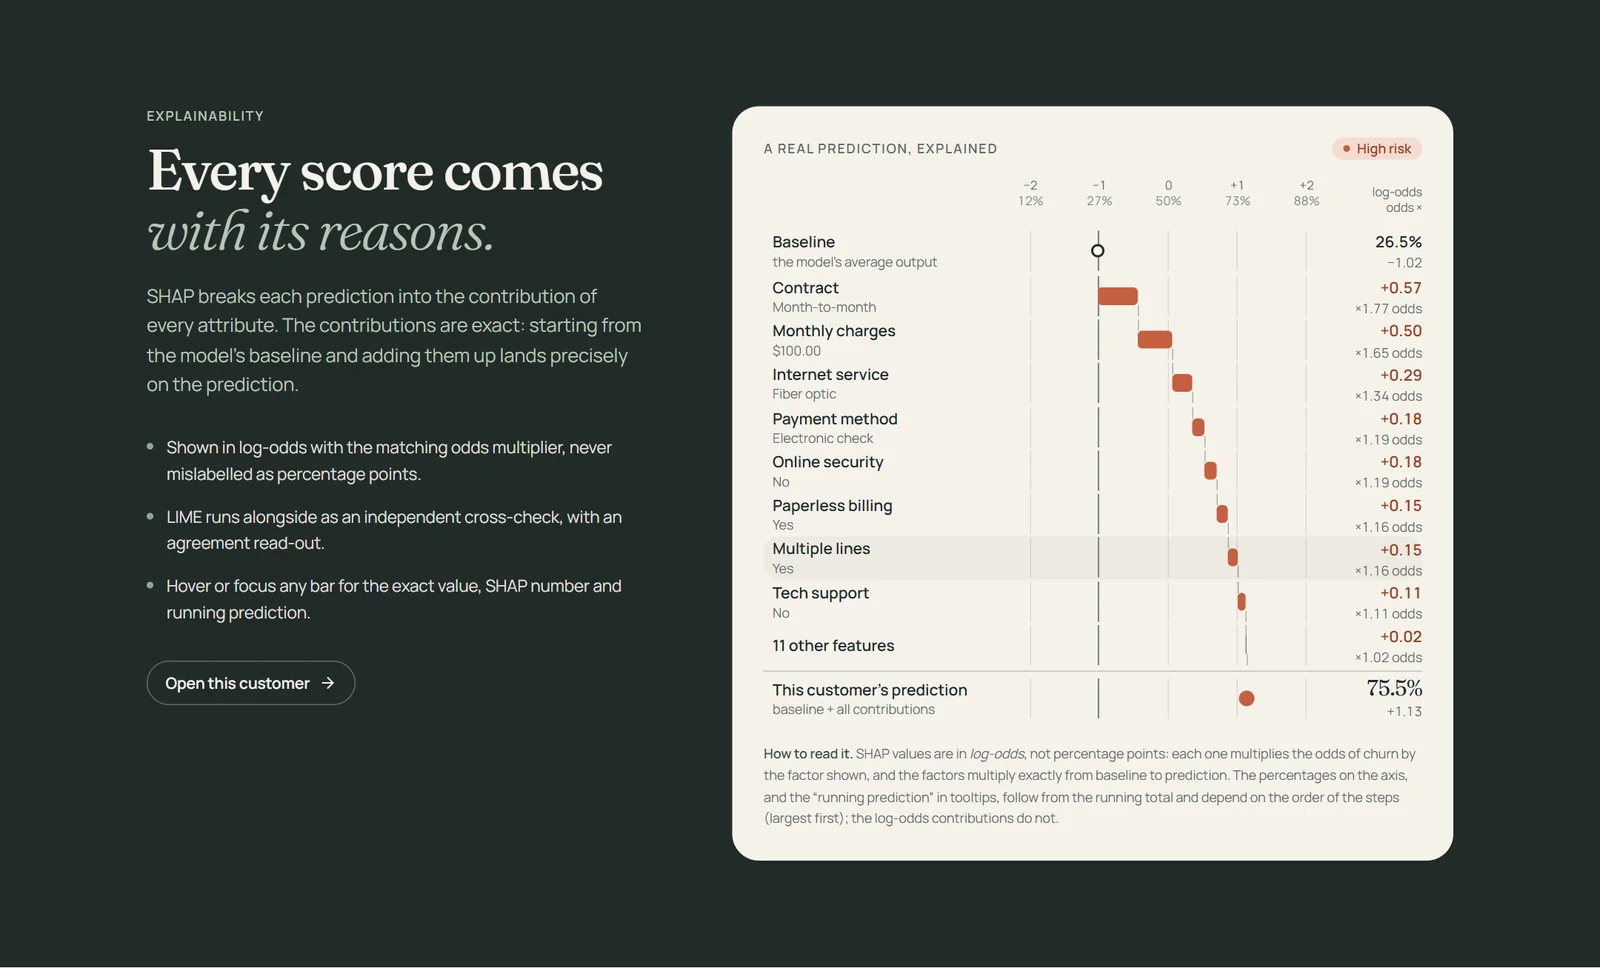 EXPLAINABILITY
Every score comes
with its reasons.
SHAP breaks each prediction into the contribution of
every attribute. The contributions are exact: starting from
the model's baseline and adding them up lands precisely
on the prediction.
Shown in log-odds with the matching odds multiplier, never
mislabelled as percentage points.
LIME runs alongside as an independent cross-check, with an
agreement read-out.
Hover or focus any bar for the exact value, SHAP number and
running prediction.
Open this customer →
A REAL PREDICTION, EXPLAINED
High risk
−2 −1 0 +1 +2
12% 27% 50% 73% 88%
log-odds
odds ×
Baseline 26.5%
the model's average output −1.02
Contract +0.57
Month-to-month ×1.77 odds
Monthly charges +0.50
$100.00 ×1.65 odds
Internet service +0.29
Fiber optic ×1.34 odds
Payment method +0.18
Electronic check ×1.19 odds
Online security +0.18
No ×1.19 odds
Paperless billing +0.15
Yes ×1.16 odds
Multiple lines +0.15
Yes ×1.16 odds
Tech support +0.11
No ×1.11 odds
11 other features +0.02
×1.02 odds
This customer's prediction 75.5%
baseline + all contributions +1.13
How to read it. SHAP values are in log-odds, not percentage points: each one multiplies the odds of churn by
the factor shown, and the factors multiply exactly from baseline to prediction. The percentages on the axis,
and the “running prediction” in tooltips, follow from the running total and depend on the order of the steps
(largest first); the log-odds contributions do not.